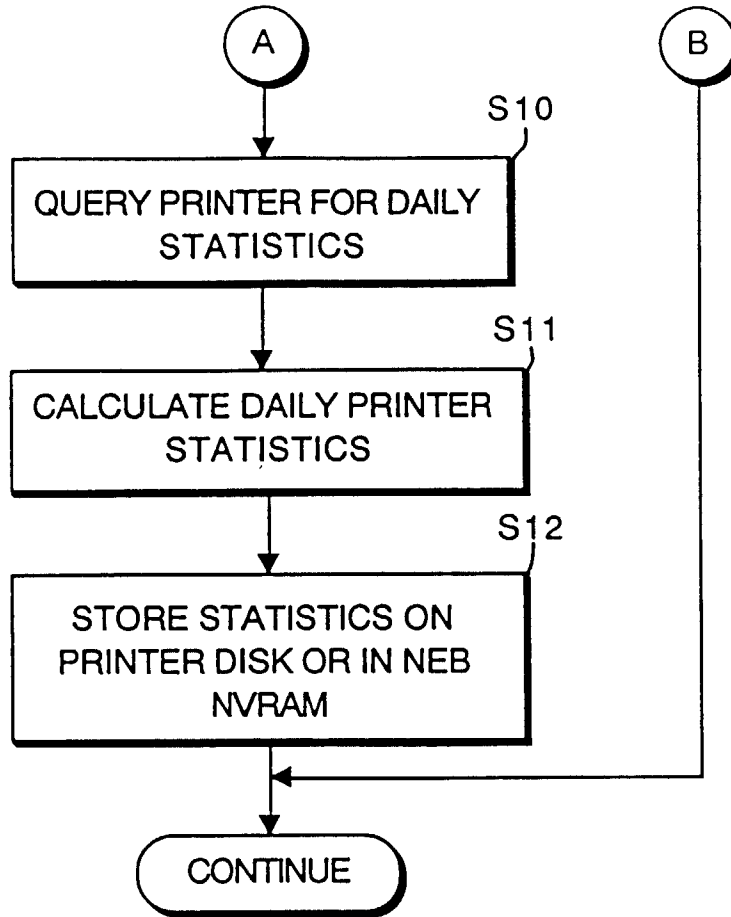 A
B
S10
QUERY PRINTER FOR DAILY
STATISTICS
S11
CALCULATE DAILY PRINTER
STATISTICS
S12
STORE STATISTICS ON
PRINTER DISK OR IN NEB
NVRAM
CONTINUE